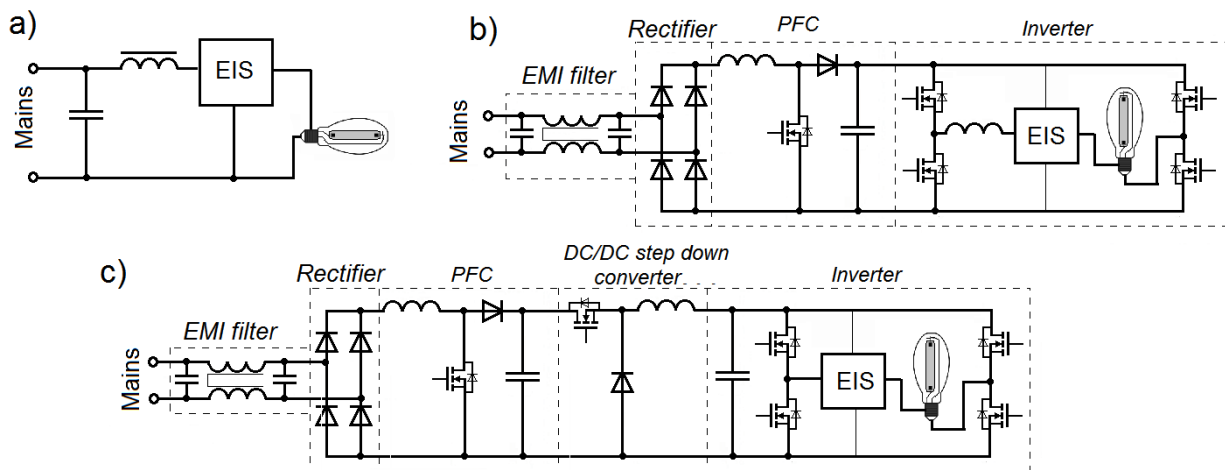 a)
EIS
Mains
b)
Rectifier
PFC
Inverter
EMI filter
Mains
EIS
c)
DC/DC step down
converter
Rectifier
PFC
Inverter
EMI filter
Mains
EIS